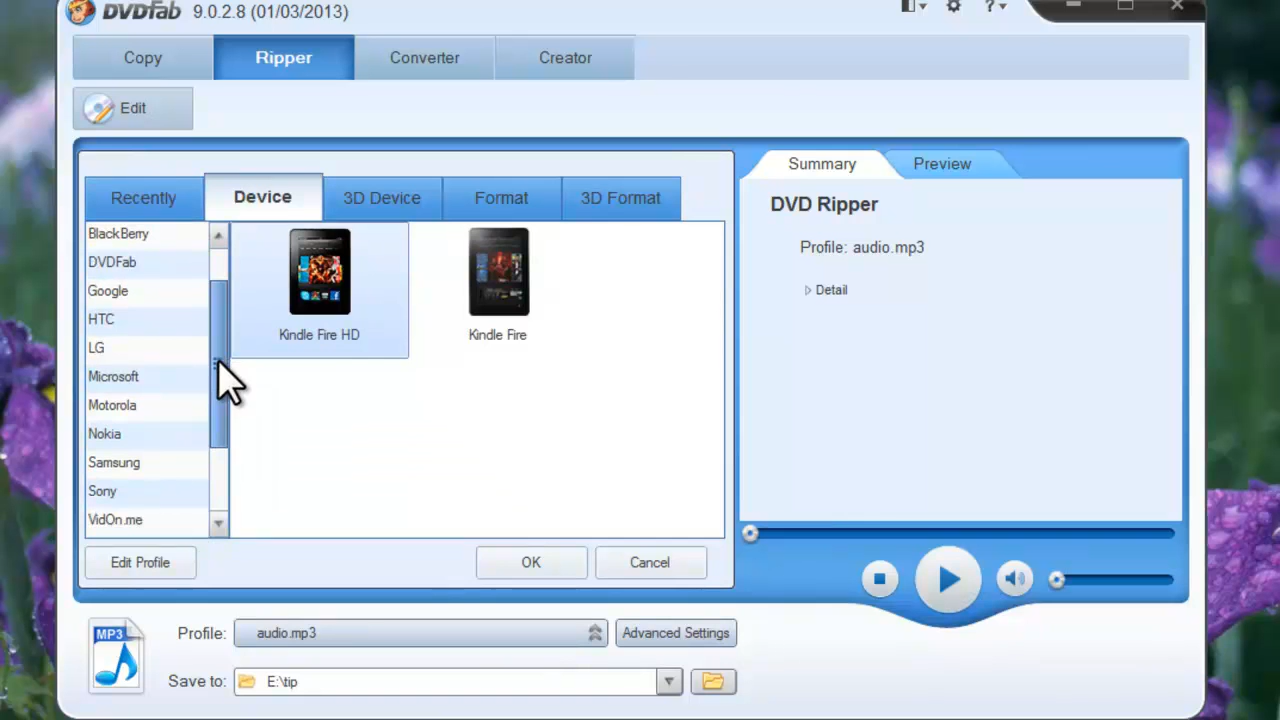 DVDFab 9.0.2.8 (01/03/2013)
?
Copy
Ripper
Converter
Creator
Edit
Recently
Device
3D Device
Format
3D Format
BlackBerry
DVDFab
Google
HTC
LG
Microsoft
Motorola
Nokia
Samsung
Sony
VidOn.me
Kindle Fire HD
Kindle Fire
Edit Profile
OK
Cancel
Summary
Preview
DVD Ripper
Profile: audio.mp3
Detail
MP3
Profile: audio.mp3
Advanced Settings
Save to: E:\tip